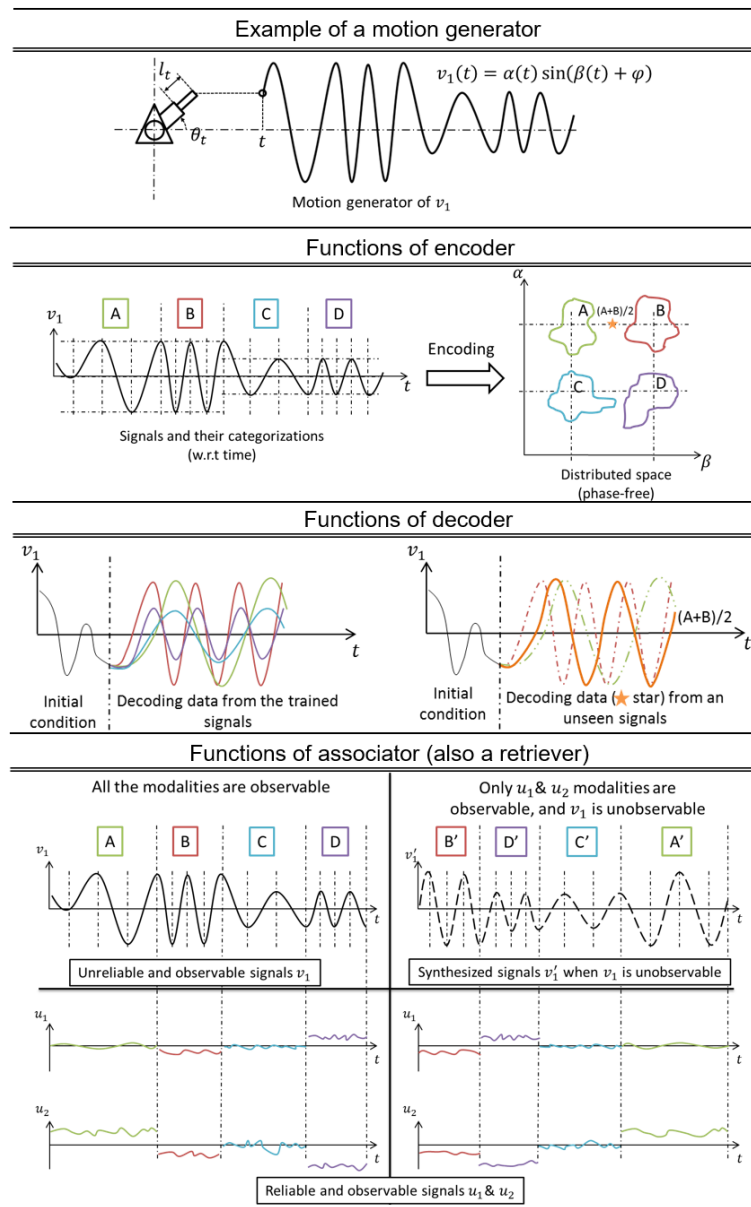 Example of a motion generator
l_t
v_1(t) = α(t) sin(β(t) + φ)
θ_t
t
Motion generator of v_1
Functions of encoder
α
A
B
C
D
v_1
t
Signals and their categorizations
(w.r.t time)
Encoding
A
(A+B)/2
B
C
D
β
Distributed space
(phase-free)
Functions of decoder
v_1
t
Initial
condition
Decoding data from the trained
signals
v_1
(A+B)/2
t
Initial
condition
Decoding data (★ star) from an
unseen signals
Functions of associator (also a retriever)
All the modalities are observable
A
B
C
D
v_1
t
Unreliable and observable signals v_1
Only u_1 & u_2 modalities are
observable, and v_1 is unobservable
B′
D′
C′
A′
v_1′
t
Synthesized signals v_1′ when v_1 is unobservable
u_1
t
u_1
t
u_2
t
u_2
t
Reliable and observable signals u_1 & u_2